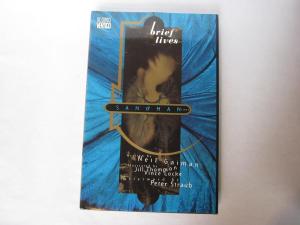 VERTIGO
brief
lives
SANDMAN
Neil Gaiman
Jill Thompson
Vince Locke
Peter Straub